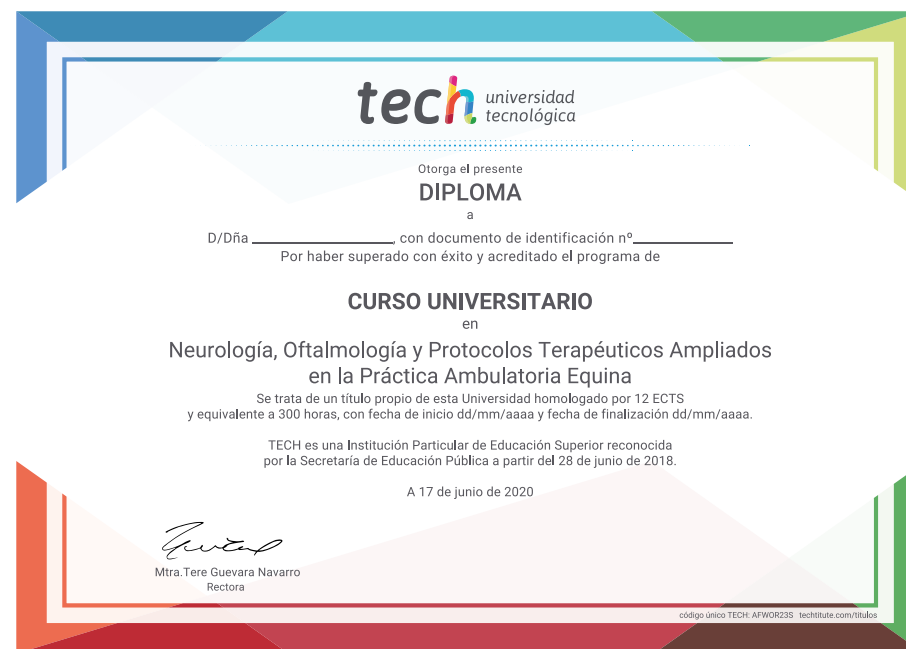 tech universidad
tecnológica
Otorga el presente
DIPLOMA
a
D/Dña ____________________, con documento de identificación nº______________
Por haber superado con éxito y acreditado el programa de
CURSO UNIVERSITARIO
en
Neurología, Oftalmología y Protocolos Terapéuticos Ampliados
en la Práctica Ambulatoria Equina
Se trata de un título propio de esta Universidad homologado por 12 ECTS
y equivalente a 300 horas, con fecha de inicio dd/mm/aaaa y fecha de finalización dd/mm/aaaa.
TECH es una Institución Particular de Educación Superior reconocida
por la Secretaría de Educación Pública a partir del 28 de junio de 2018.
A 17 de junio de 2020
Mtra.Tere Guevara Navarro
Rectora
código único TECH: AFWOR23S techtitute.com/titulos